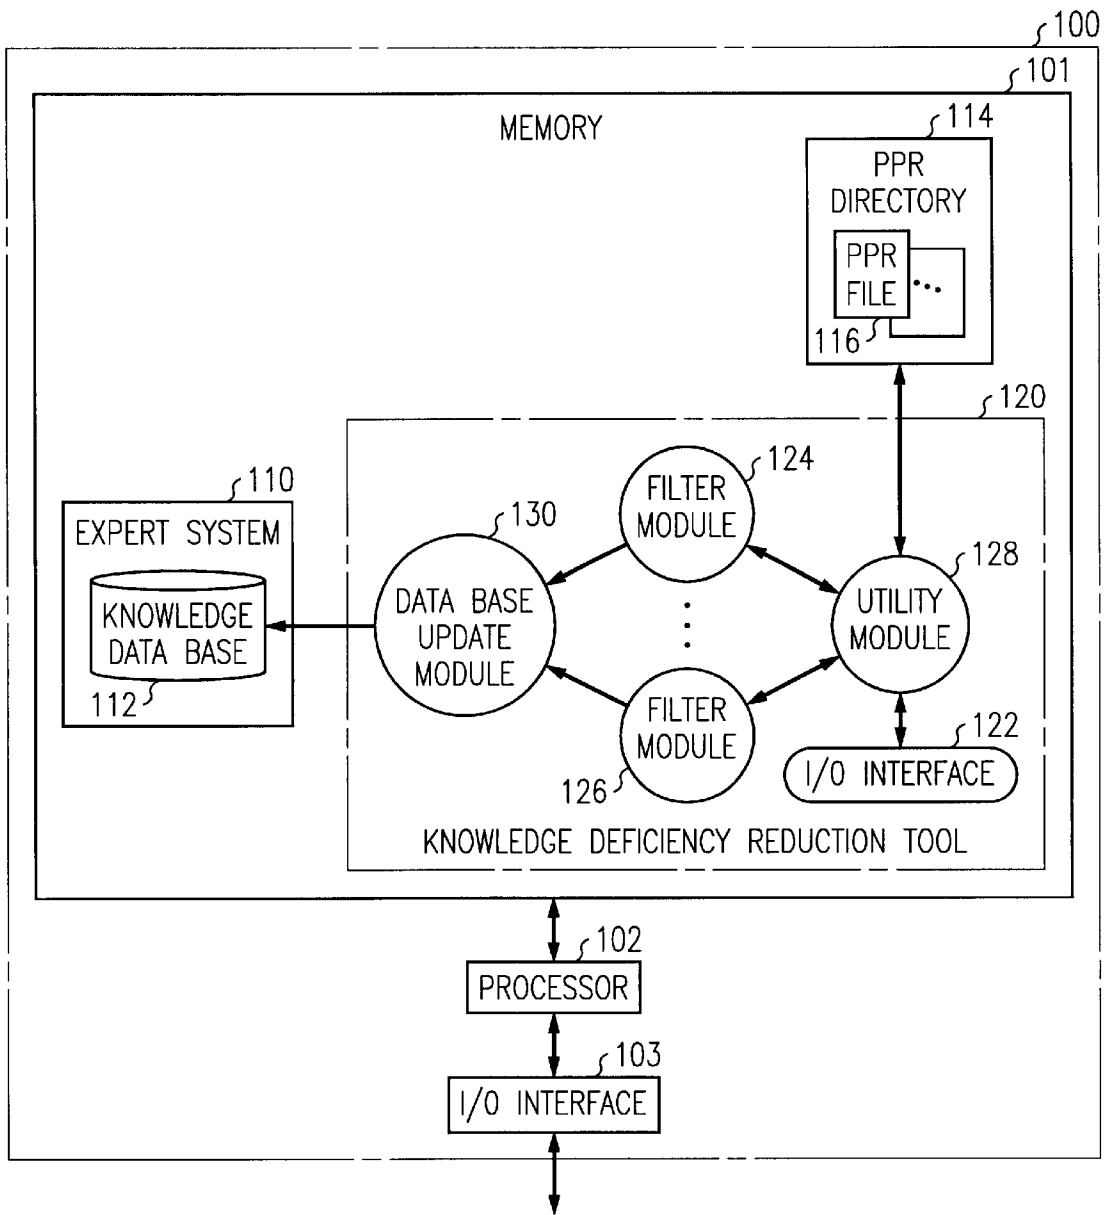 100
101
MEMORY
114
PPR
DIRECTORY
PPR
FILE
116
120
110
EXPERT SYSTEM
KNOWLEDGE
DATA BASE
112
130
DATA BASE
UPDATE
MODULE
124
FILTER
MODULE
FILTER
MODULE
126
128
UTILITY
MODULE
122
I/O INTERFACE
KNOWLEDGE DEFICIENCY REDUCTION TOOL
102
PROCESSOR
103
I/O INTERFACE